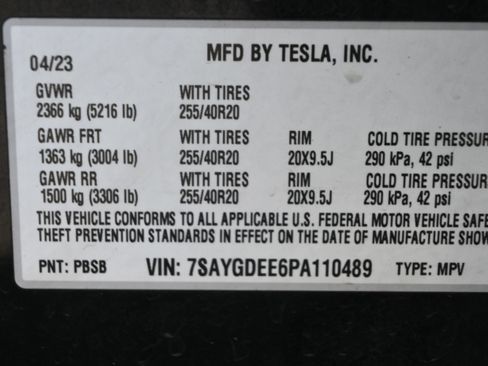 MFD BY TESLA, INC.
04/23
GVWR WITH TIRES
2366 kg (5216 lb) 255/40R20
GAWR FRT WITH TIRES RIM COLD TIRE PRESSUR
1363 kg (3004 lb) 255/40R20 20X9.5J 290 kPa, 42 psi
GAWR RR WITH TIRES RIM COLD TIRE PRESSUR
1500 kg (3306 lb) 255/40R20 20X9.5J 290 kPa, 42 psi
THIS VEHICLE CONFORMS TO ALL APPLICABLE U.S. FEDERAL MOTOR VEHICLE SAFE
THEFT PREVENTION STANDARDS IN EFFECT ON THE DATE OF MANUFACTURE SHOW
PNT: PBSB VIN: 7SAYGDEE6PA110489 TYPE: MPV